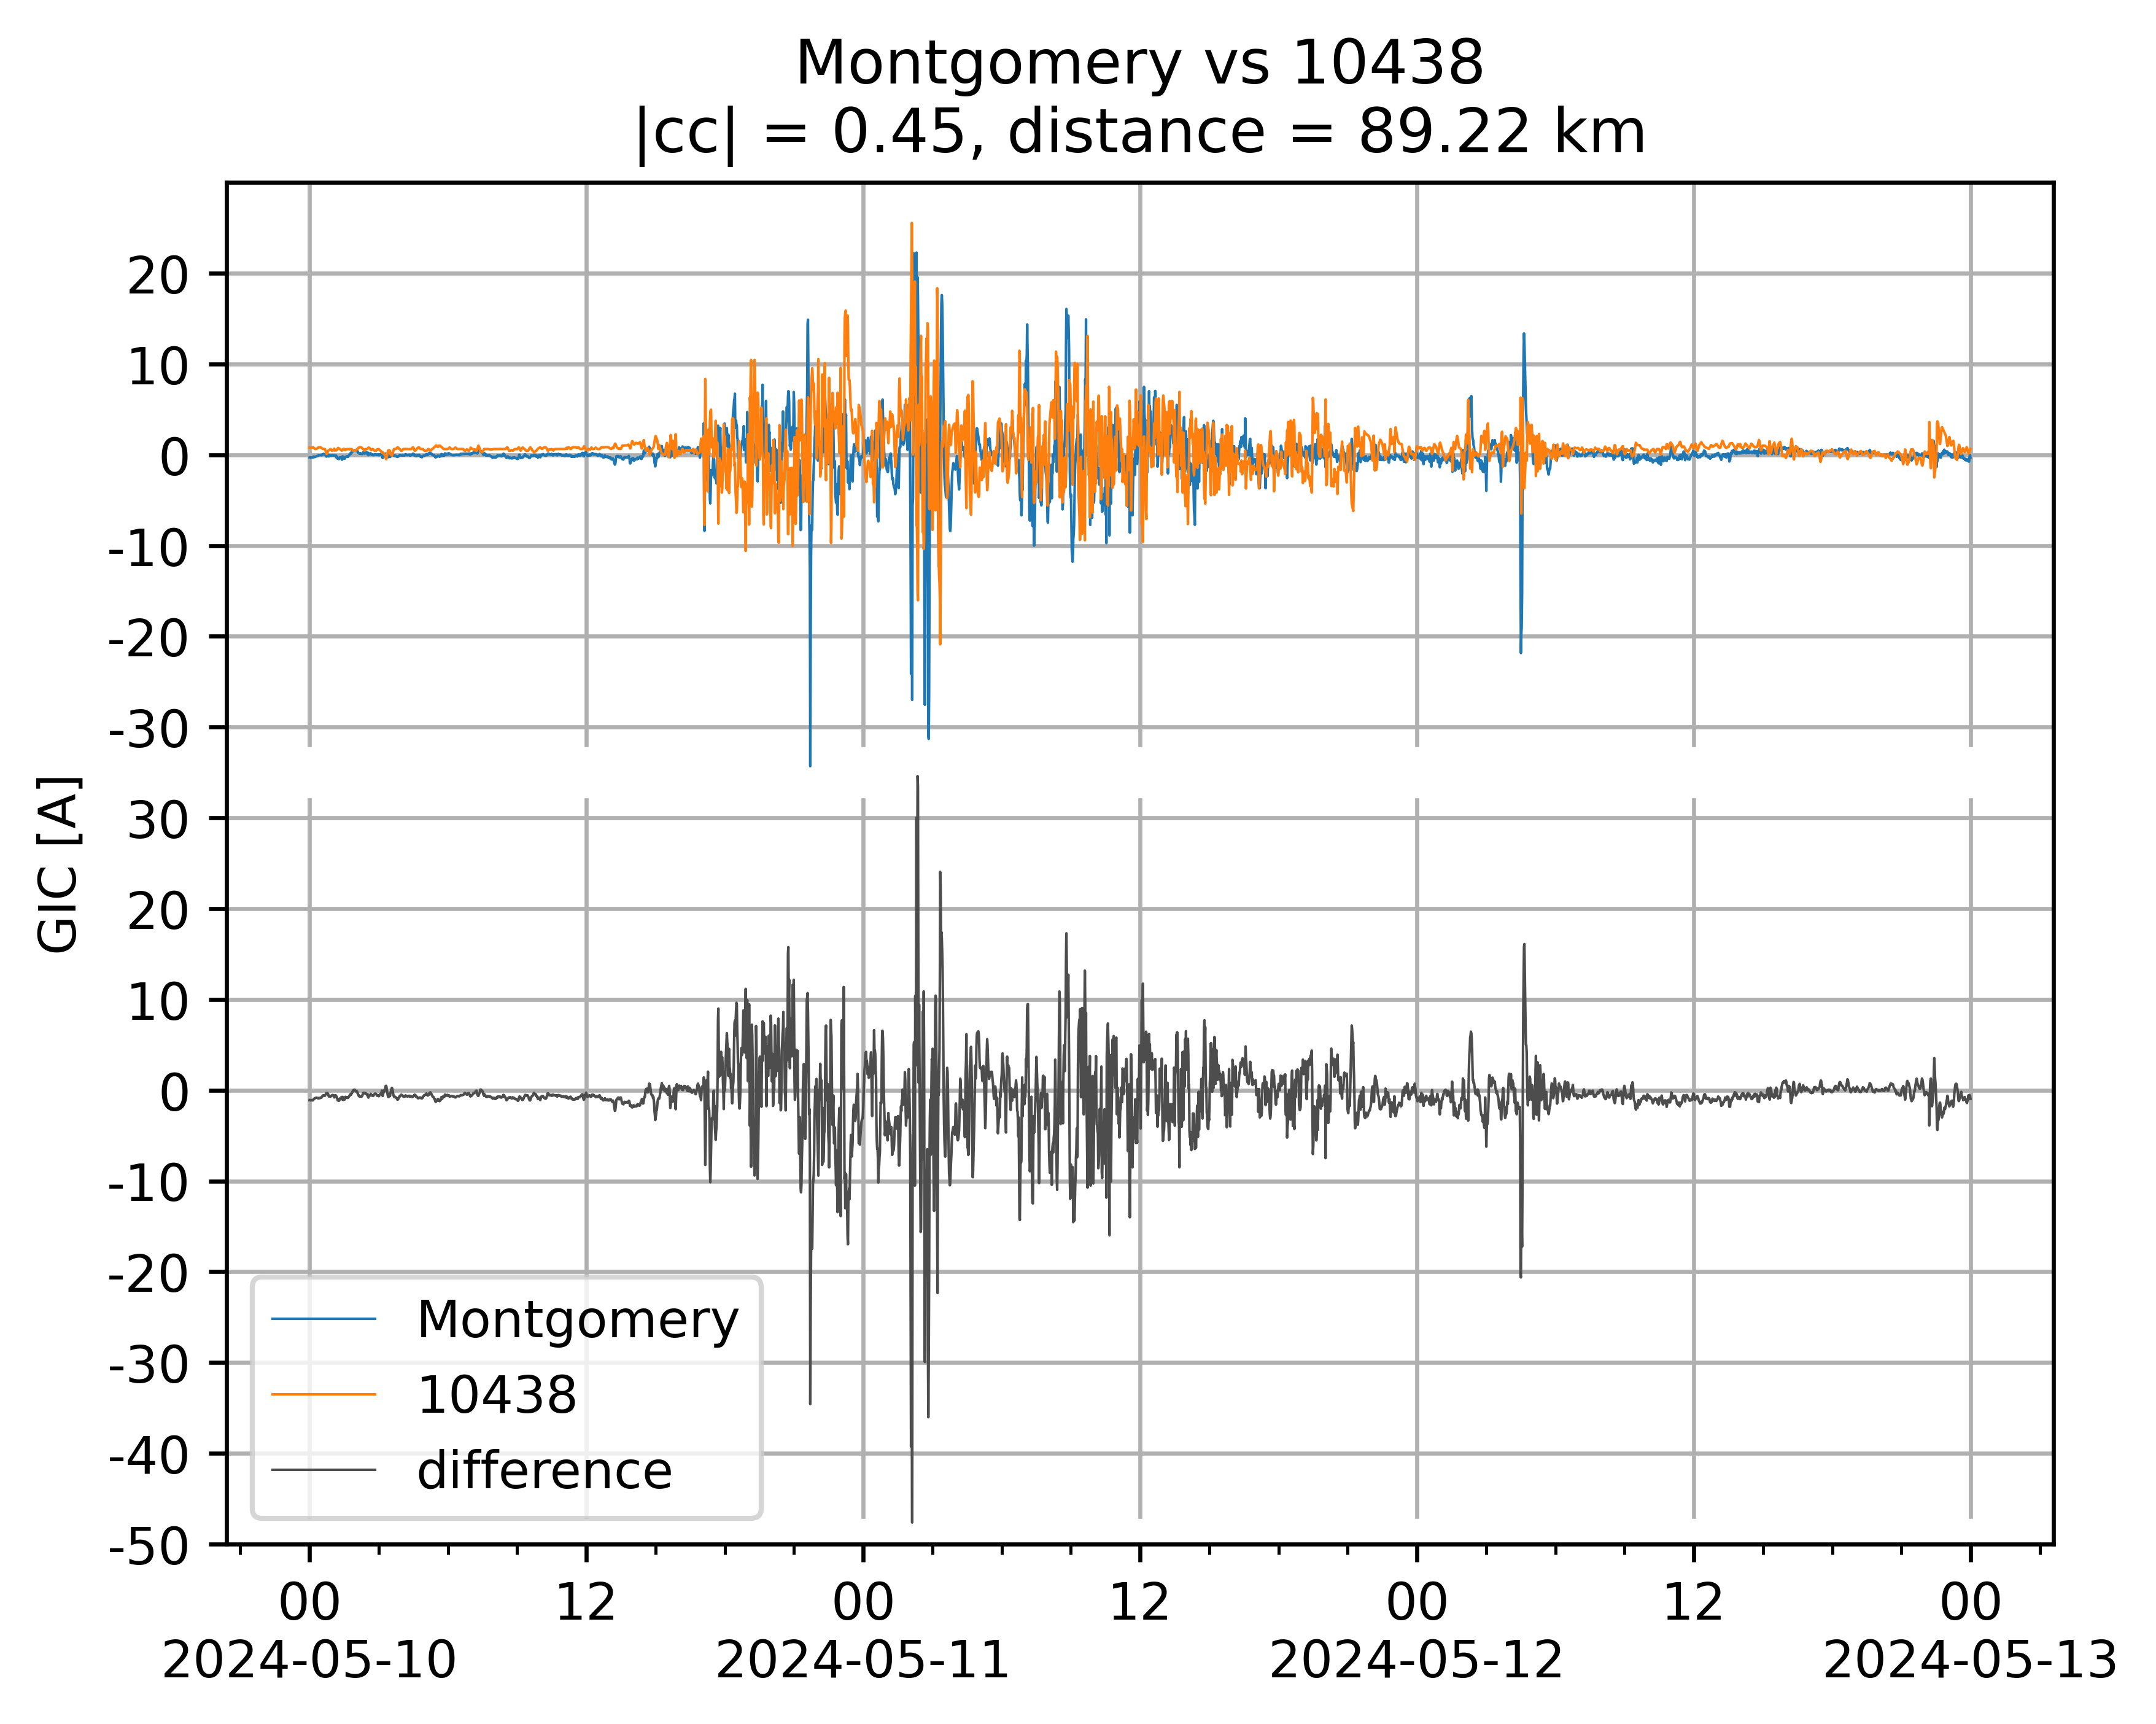 Montgomery vs 10438
|cc| = 0.45, distance = 89.22 km
20
10
0
-10
-20
-30
30
20
10
0
-10
-20
-30
-40
-50
GIC [A]
Montgomery
10438
difference
00 12 00 12 00 12 00
2024-05-10 2024-05-11 2024-05-12 2024-05-13